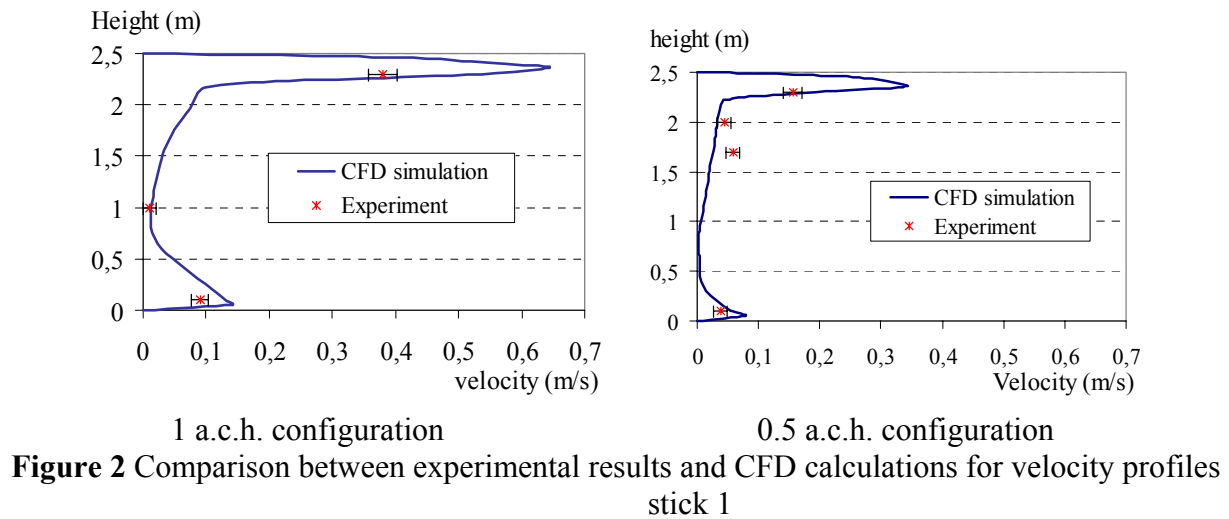 Height (m)
2,5
2
1,5
1
0,5
0
0 0,1 0,2 0,3 0,4 0,5 0,6 0,7
velocity (m/s)
CFD simulation
Experiment
1 a.c.h. configuration
height (m)
2,5
2
1,5
1
0,5
0
0 0,1 0,2 0,3 0,4 0,5 0,6 0,7
Velocity (m/s)
CFD simulation
Experiment
0.5 a.c.h. configuration
Figure 2 Comparison between experimental results and CFD calculations for velocity profiles
stick 1